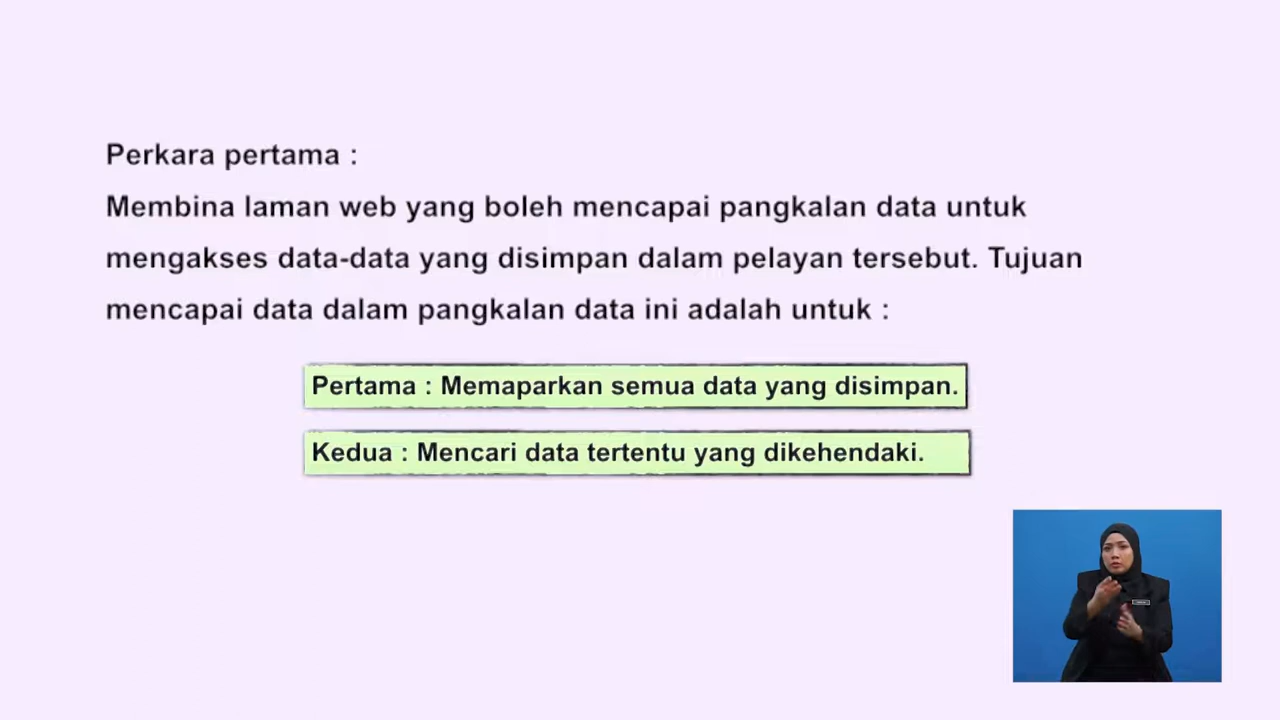 Perkara pertama :
Membina laman web yang boleh mencapai pangkalan data untuk
mengakses data-data yang disimpan dalam pelayan tersebut. Tujuan
mencapai data dalam pangkalan data ini adalah untuk :
Pertama : Memaparkan semua data yang disimpan.
Kedua : Mencari data tertentu yang dikehendaki.